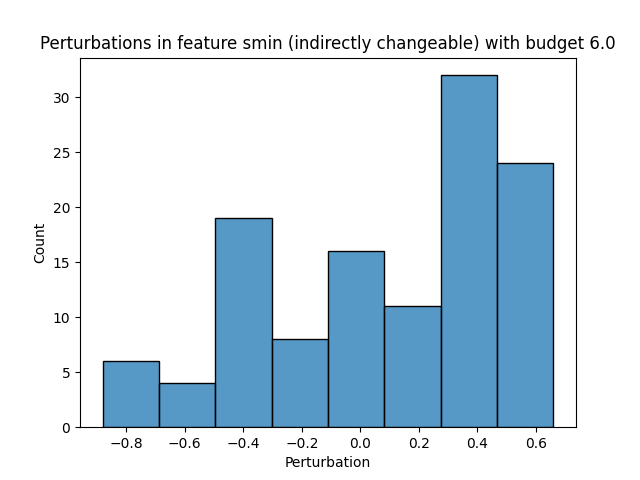 Perturbations in feature smin (indirectly changeable) with budget 6.0
30
25
20
15
10
5
0
Count
−0.8 −0.6 −0.4 −0.2 0.0 0.2 0.4 0.6
Perturbation